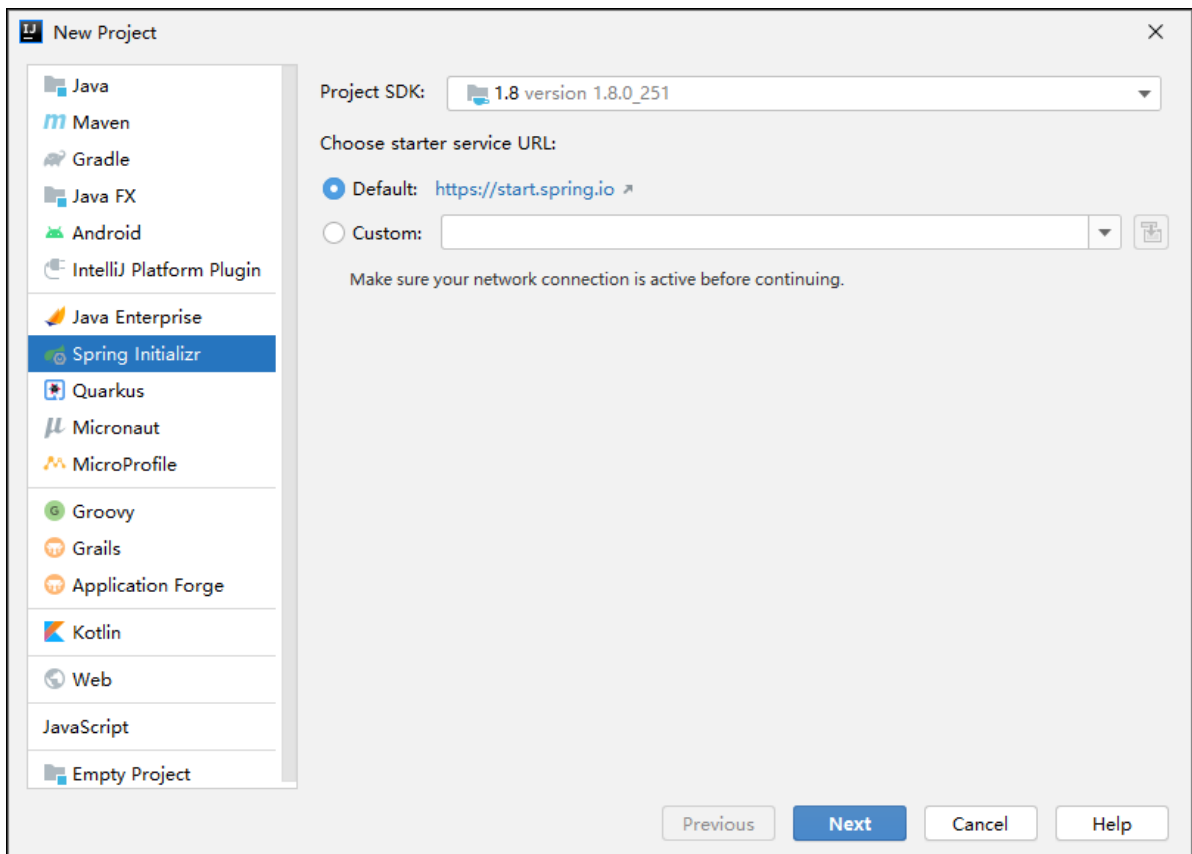 New Project
Java
Maven
Gradle
Java FX
Android
IntelliJ Platform Plugin
Java Enterprise
Spring Initializr
Quarkus
Micronaut
MicroProfile
Groovy
Grails
Application Forge
Kotlin
Web
JavaScript
Empty Project
Project SDK: 1.8 version 1.8.0_251
Choose starter service URL:
Default: https://start.spring.io
Custom:
Make sure your network connection is active before continuing.
Previous Next Cancel Help